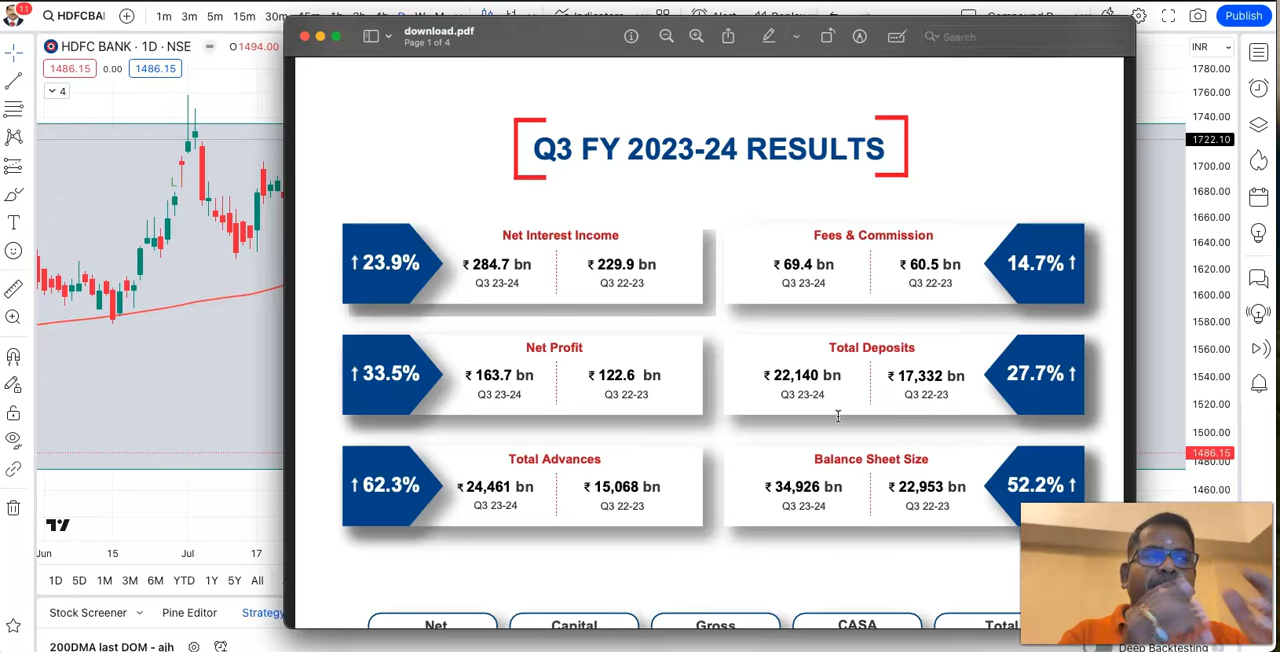 11
HDFCBA
1m 3m 5m 15m 30m
Publish
HDFC BANK · 1D · NSE
O1494.00
1486.15 0.00 1486.15
4
L
Jun 15 Jul 17
1D 5D 1M 3M 6M YTD 1Y 5Y All
Stock Screener Pine Editor Strategy
200DMA last DOM - ajh
download.pdf
Page 1 of 4
Search
Q3 FY 2023-24 RESULTS
↑ 23.9%
Net Interest Income
₹ 284.7 bn ₹ 229.9 bn
Q3 23-24 Q3 22-23
Fees & Commission
₹ 69.4 bn ₹ 60.5 bn
Q3 23-24 Q3 22-23
14.7% ↑
↑ 33.5%
Net Profit
₹ 163.7 bn ₹ 122.6 bn
Q3 23-24 Q3 22-23
Total Deposits
₹ 22,140 bn ₹ 17,332 bn
Q3 23-24 Q3 22-23
27.7% ↑
↑ 62.3%
Total Advances
₹ 24,461 bn ₹ 15,068 bn
Q3 23-24 Q3 22-23
Balance Sheet Size
₹ 34,926 bn ₹ 22,953 bn
Q3 23-24 Q3 22-23
52.2% ↑
Net Capital Gross CASA Total
INR
1780.00
1760.00
1740.00
1722.10
1700.00
1680.00
1660.00
1640.00
1620.00
1600.00
1580.00
1560.00
1540.00
1520.00
1500.00
1486.15
1480.00
1460.00
Deep Backtesting